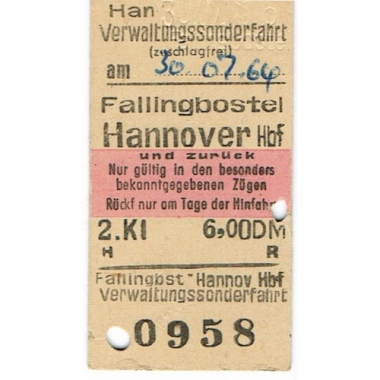 Han
Verwaltungssonderfahrt
(zuschlagfrei)
am 30 07.64
Fallingbostel
Hannover Hbf
und zurück
Nur gültig in den besonders
bekanntgegebenen Zügen
Rückf nur am Tage der Hinfahrt
2.Kl 6,00DM
H R
Fallingbst - Hannov Hbf
Verwaltungssonderfahrt
0958